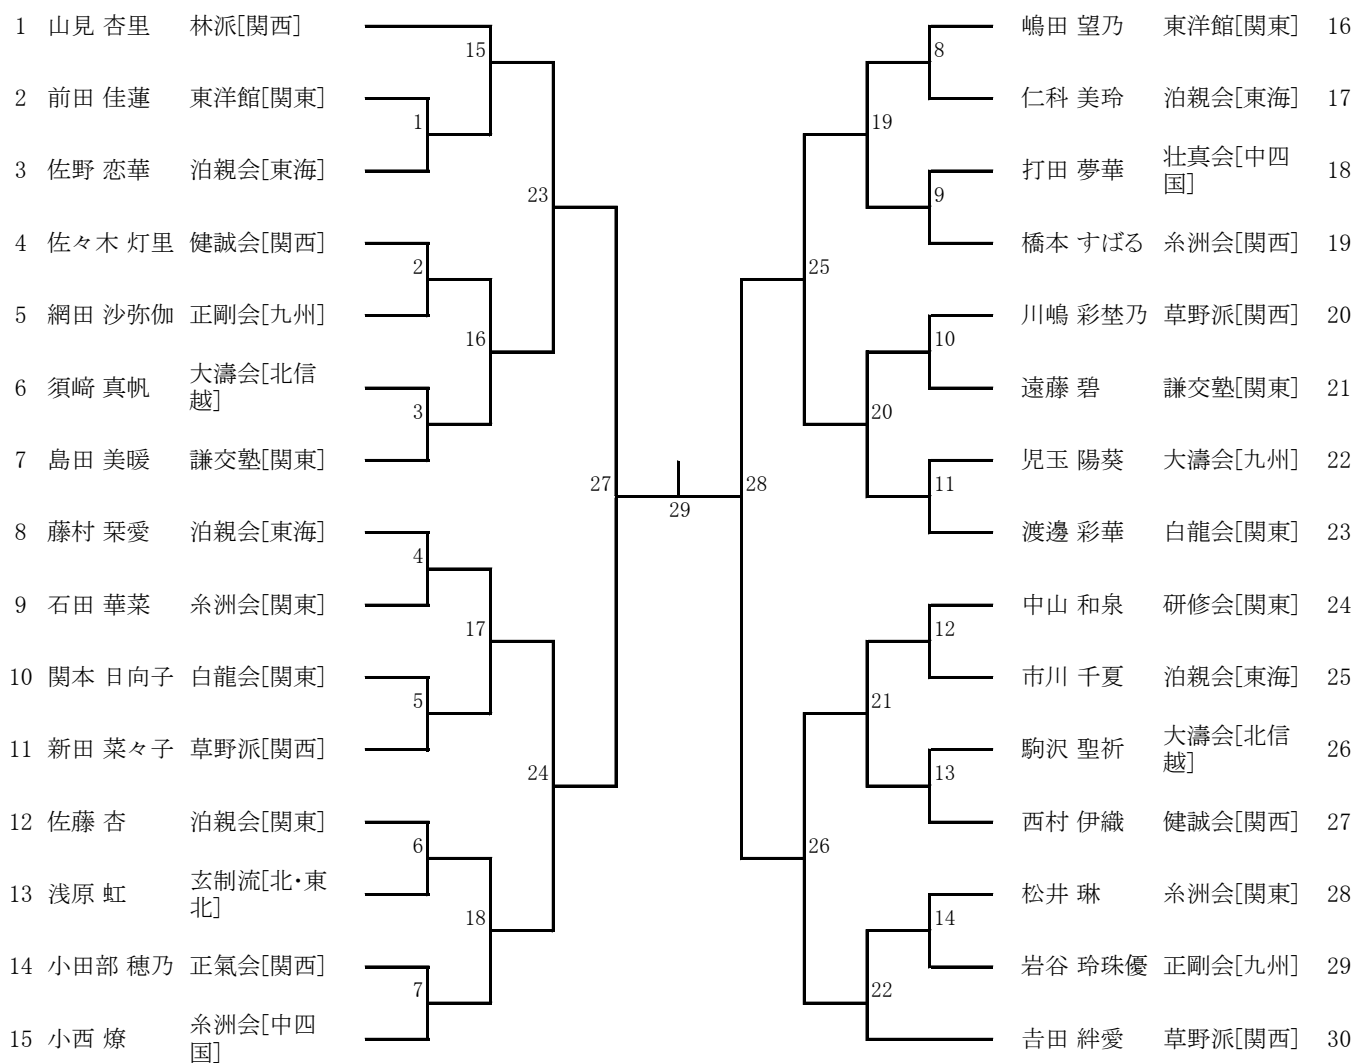 1 山見 杏里 林派[関西]
15
2 前田 佳蓮 東洋館[関東]
1
3 佐野 恋華 泊親会[東海]
23
4 佐々木 灯里 健誠会[関西]
2
5 網田 沙弥伽 正剛会[九州]
16
6 須﨑 真帆 大濤会[北信
越]
3
7 島田 美暖 謙交塾[関東]
27
8 藤村 栞愛 泊親会[東海]
4
9 石田 華菜 糸洲会[関東]
17
10 関本 日向子 白龍会[関東]
5
11 新田 菜々子 草野派[関西]
24
12 佐藤 杏 泊親会[関東]
6
13 浅原 虹 玄制流[北・東
北]
18
14 小田部 穂乃 正氣会[関西]
7
15 小西 燎 糸洲会[中四
国]
29
嶋田 望乃 東洋館[関東] 16
8
仁科 美玲 泊親会[東海] 17
19
打田 夢華 壮真会[中四
国] 18
9
橋本 すばる 糸洲会[関西] 19
25
川嶋 彩埜乃 草野派[関西] 20
10
遠藤 碧 謙交塾[関東] 21
20
児玉 陽葵 大濤会[九州] 22
11
28
渡邊 彩華 白龍会[関東] 23
中山 和泉 研修会[関東] 24
12
市川 千夏 泊親会[東海] 25
21
駒沢 聖祈 大濤会[北信
越] 26
13
西村 伊織 健誠会[関西] 27
26
松井 琳 糸洲会[関東] 28
14
岩谷 玲珠優 正剛会[九州] 29
22
𠮷田 絆愛 草野派[関西] 30